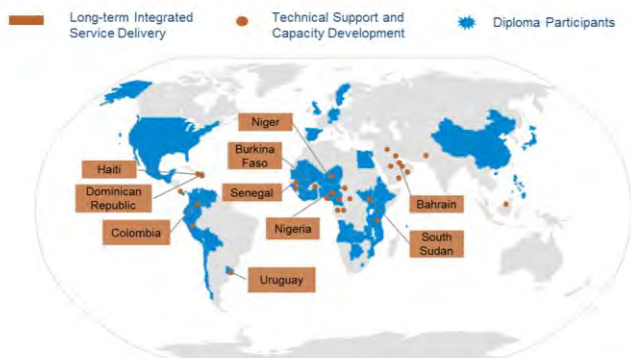 Long-term Integrated
Service Delivery
Technical Support and
Capacity Development
Diploma Participants
Niger
Burkina
Faso
Haiti
Dominican
Republic
Senegal
Bahrain
Colombia
Nigeria
South
Sudan
Uruguay